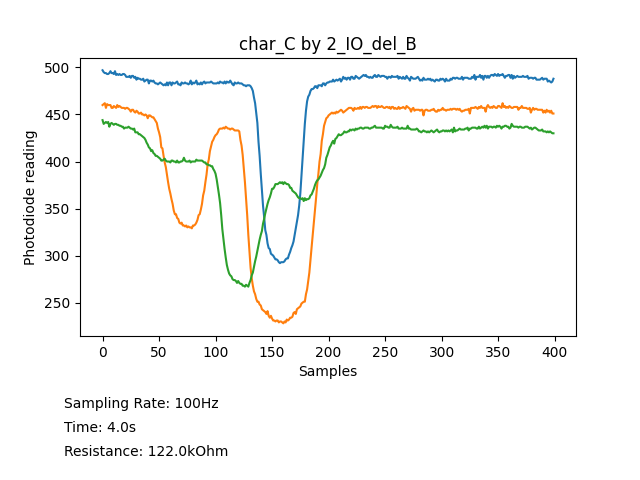 char_C by 2_IO_del_B
500
450
400
350
300
250
Photodiode reading
0 50 100 150 200 250 300 350 400
Samples
Sampling Rate: 100Hz
Time: 4.0s
Resistance: 122.0kOhm